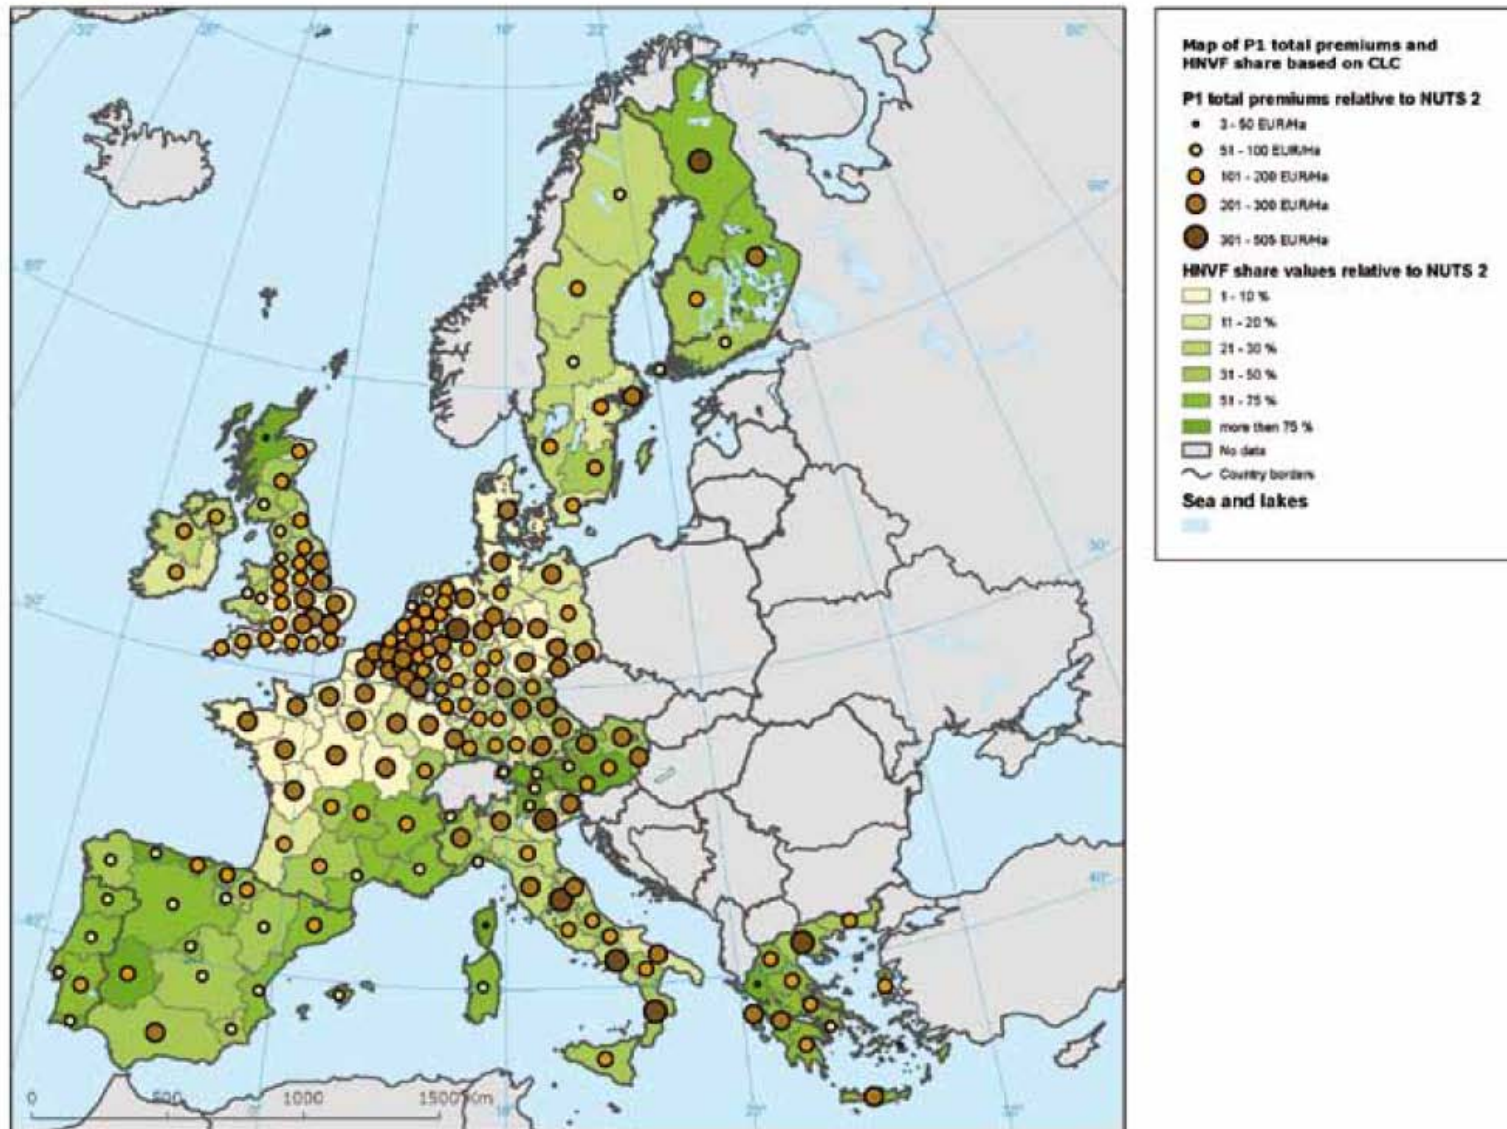 Map of P1 total premiums and
HNVF share based on CLC
P1 total premiums relative to NUTS 2
3 - 50 EUR/Ha
51 - 100 EUR/Ha
101 - 200 EUR/Ha
201 - 300 EUR/Ha
301 - 505 EUR/Ha
HNVF share values relative to NUTS 2
1 - 10 %
11 - 20 %
21 - 30 %
31 - 50 %
51 - 75 %
more then 75 %
No data
Country borders
Sea and lakes
0 500 1000 1500 Km